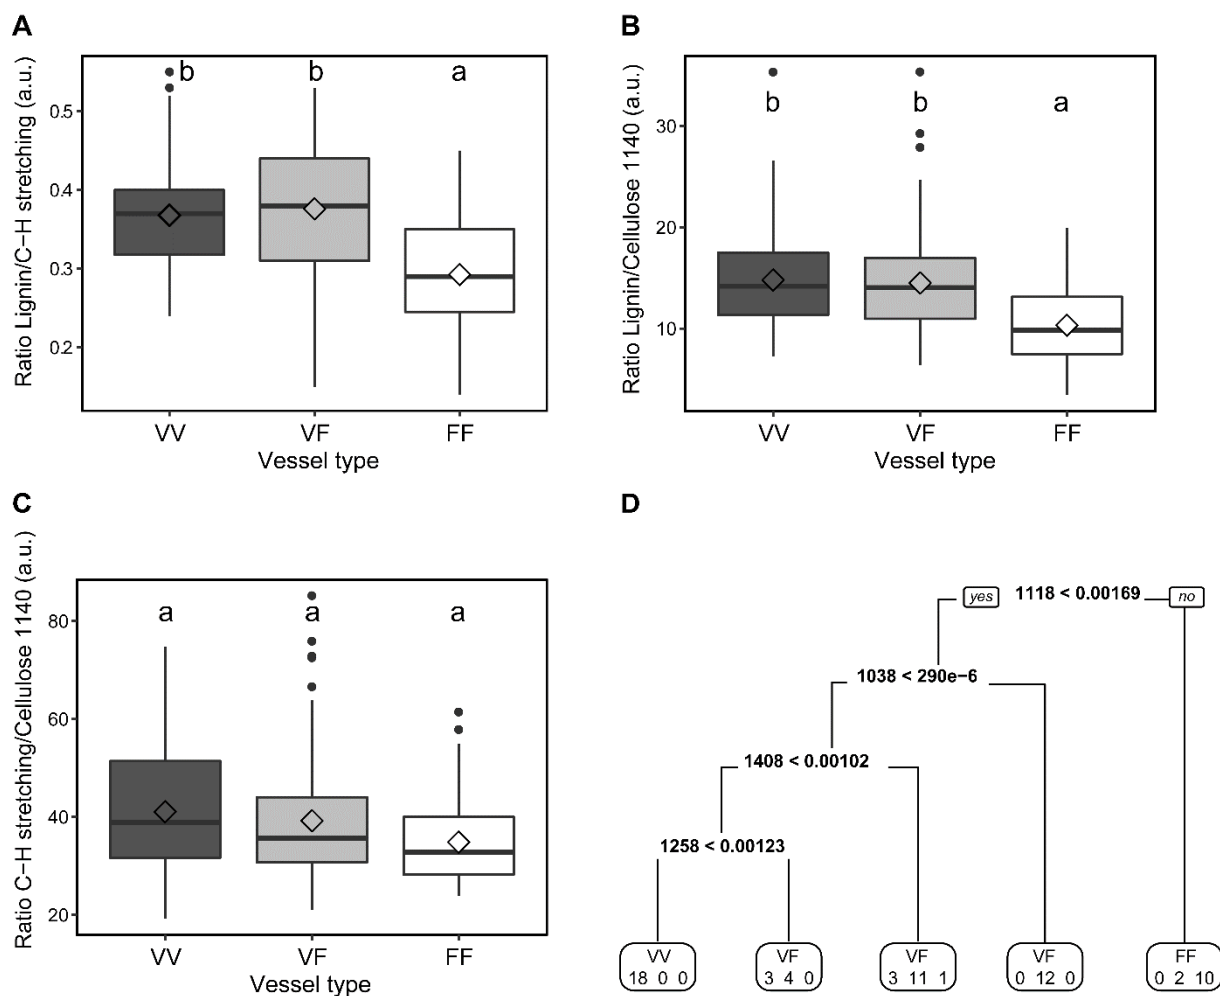 A
Ratio Lignin/C−H stretching (a.u.)
0.5
0.4
0.3
0.2
b b a
VV VF FF
Vessel type
B
Ratio Lignin/Cellulose 1140 (a.u.)
30
20
10
b b a
VV VF FF
Vessel type
C
Ratio C−H stretching/Cellulose 1140 (a.u.)
80
60
40
20
a a a
VV VF FF
Vessel type
D
yes 1118 < 0.00169 no
1038 < 290e−6
1408 < 0.00102
1258 < 0.00123
VV VF VF VF FF
18 0 0 3 4 0 3 11 1 0 12 0 0 2 10